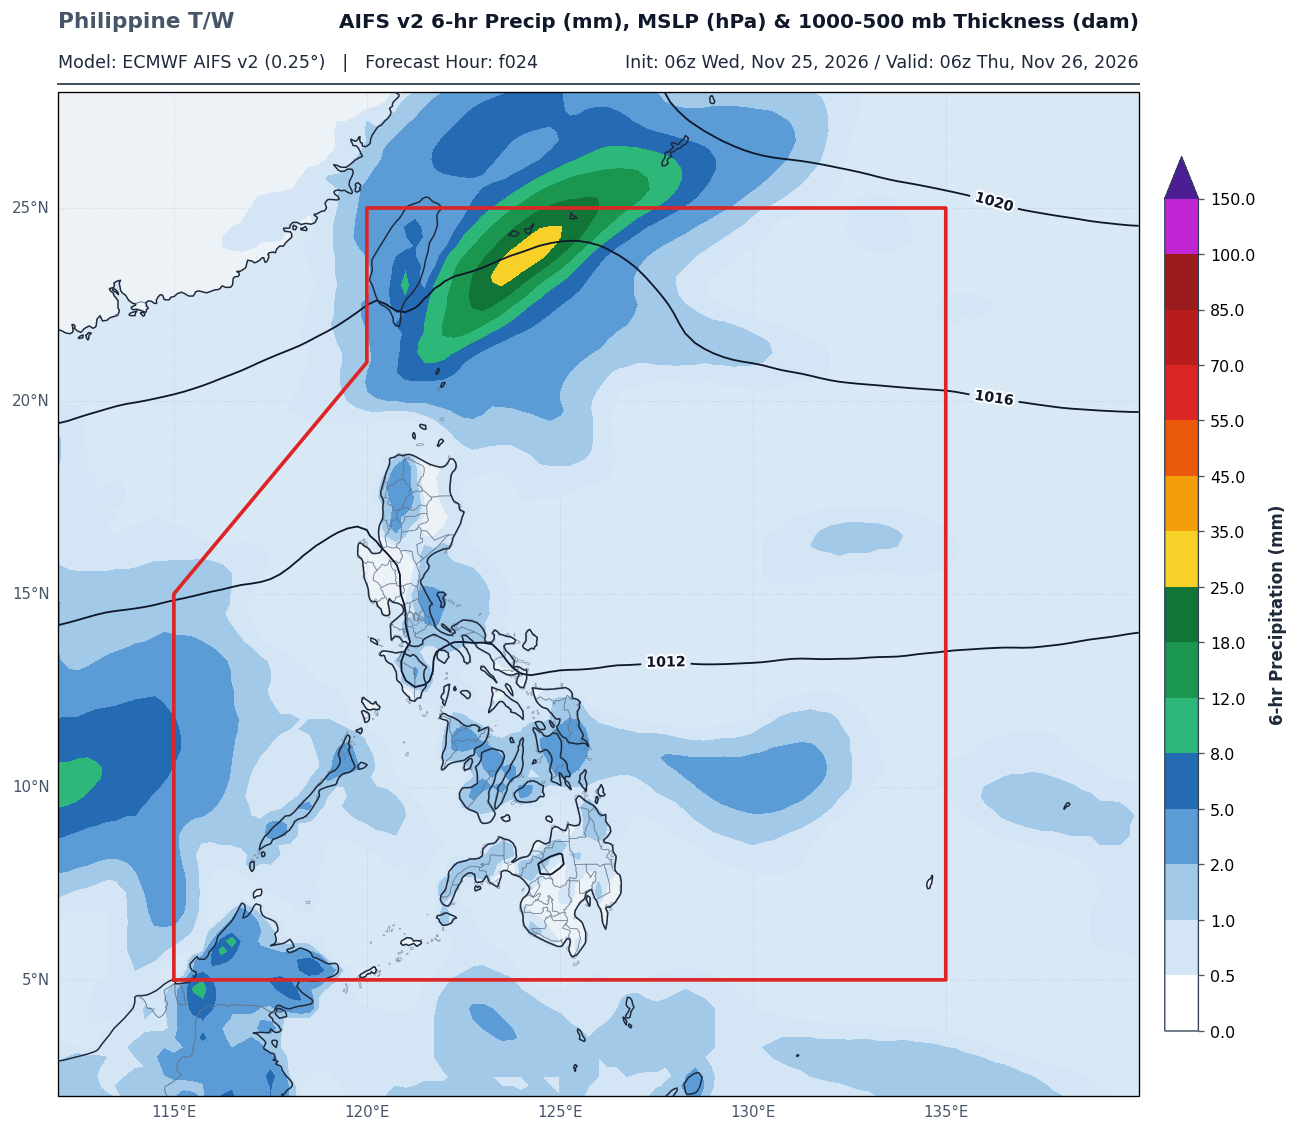 Philippine T/W
AIFS v2 6-hr Precip (mm), MSLP (hPa) & 1000-500 mb Thickness (dam)
Model: ECMWF AIFS v2 (0.25°) | Forecast Hour: f024
Init: 06z Wed, Nov 25, 2026 / Valid: 06z Thu, Nov 26, 2026
25°N
20°N
15°N
10°N
5°N
1020
1016
1012
115°E
120°E
125°E
130°E
135°E
150.0
100.0
85.0
70.0
55.0
45.0
35.0
25.0
18.0
12.0
8.0
5.0
2.0
1.0
0.5
0.0
6-hr Precipitation (mm)